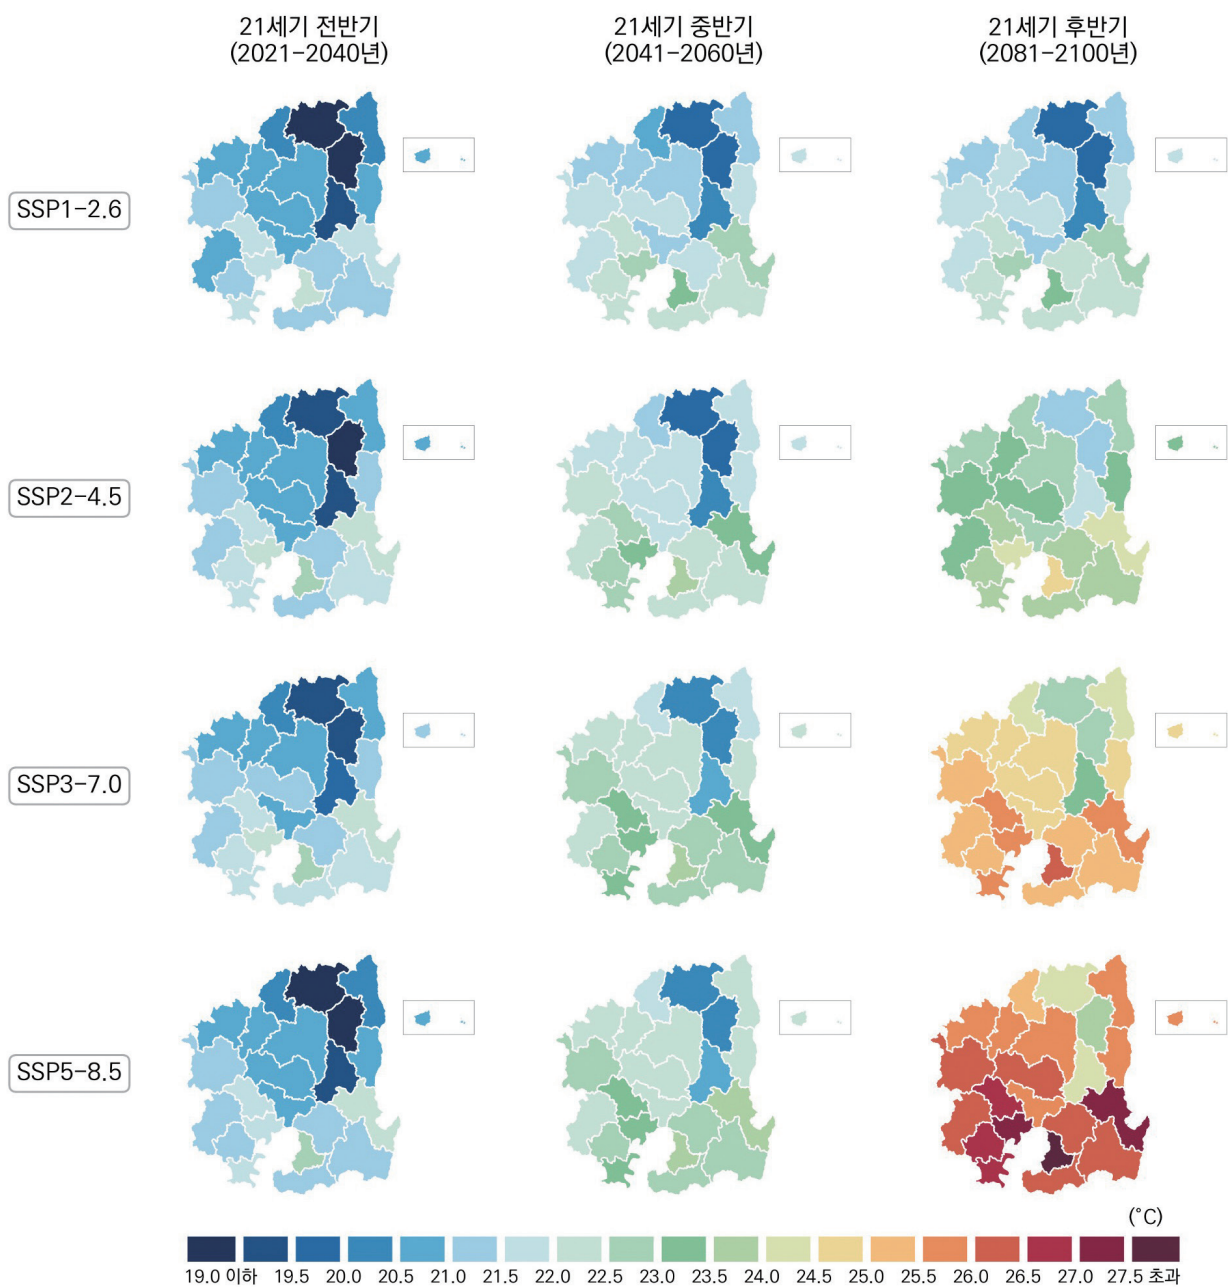 21세기 전반기
(2021-2040년)
21세기 중반기
(2041-2060년)
21세기 후반기
(2081-2100년)
SSP1-2.6
SSP2-4.5
SSP3-7.0
SSP5-8.5
(°C)
19.0 이하 19.5 20.0 20.5 21.0 21.5 22.0 22.5 23.0 23.5 24.0 24.5 25.0 25.5 26.0 26.5 27.0 27.5 초과